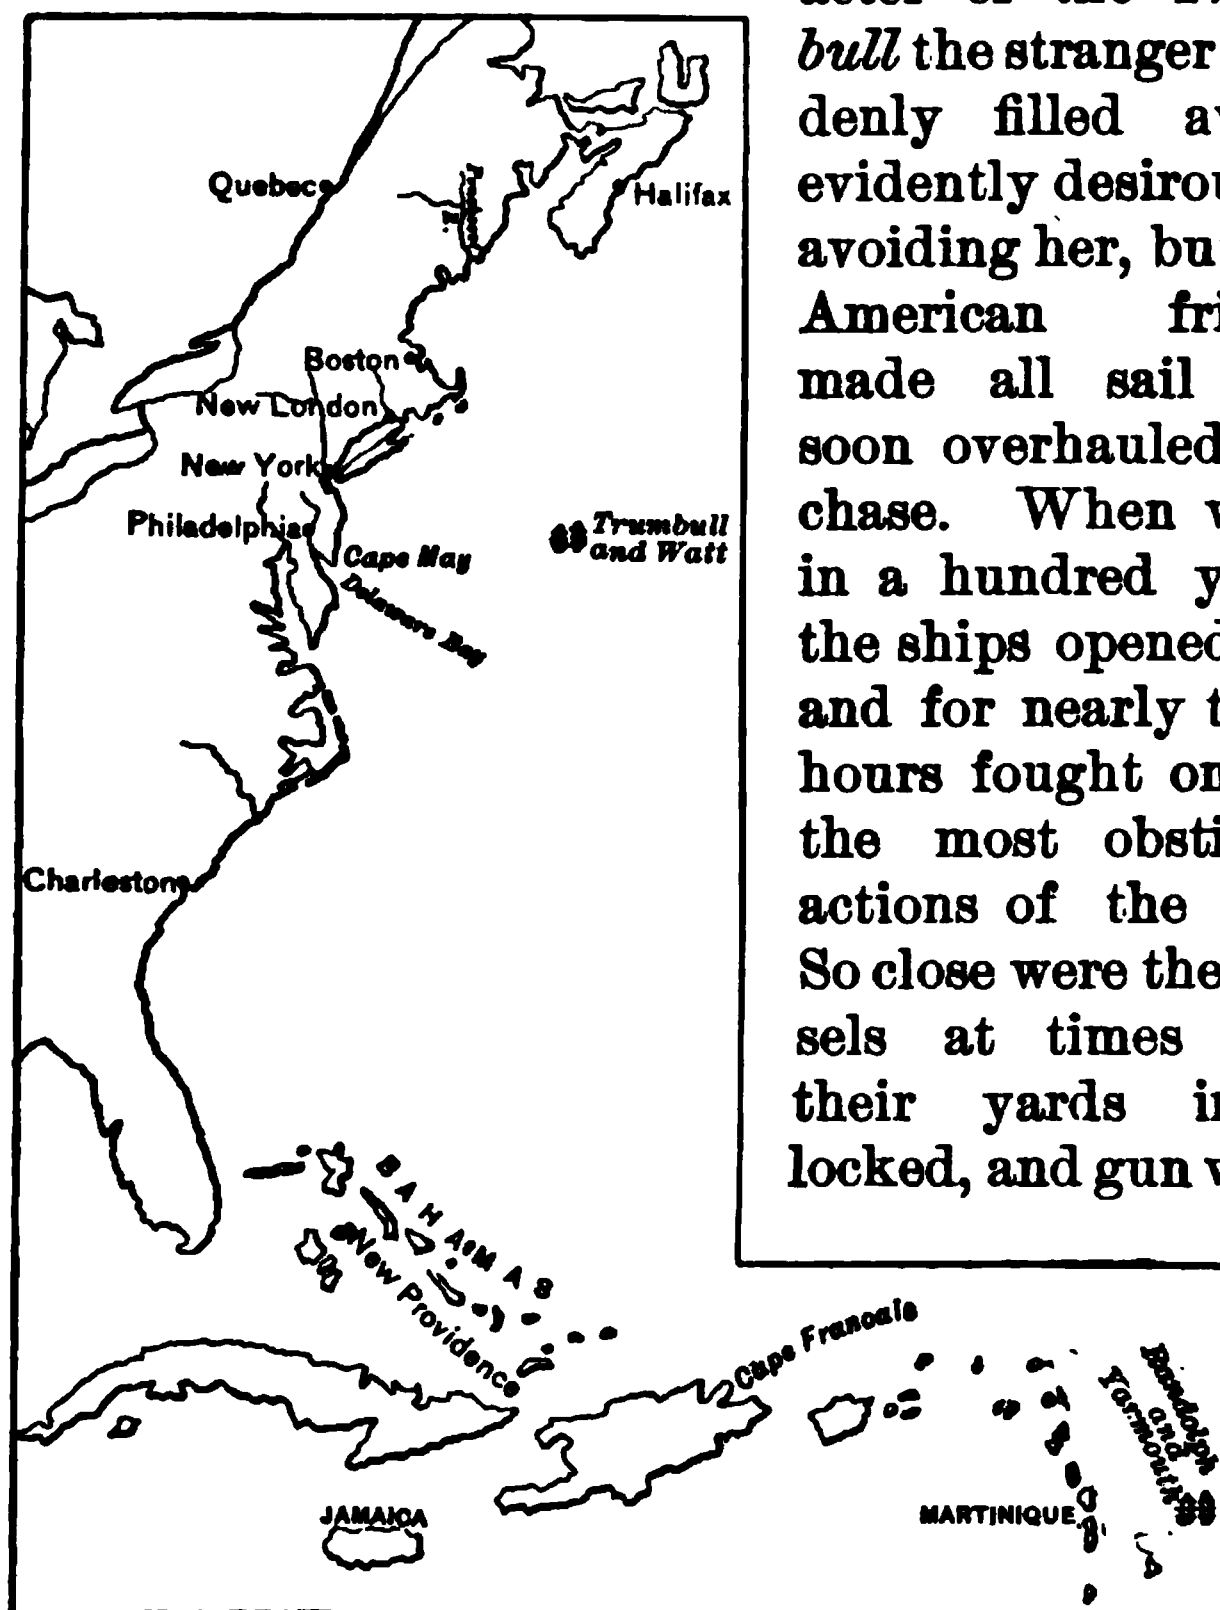 bull the stranger
denly filled
evidently desirou
avoiding her, bu
American fri
made all sail
soon overhauled
chase. When
in a hundred y
the ships opened
and for nearly t
hours fought on
the most obsti
actions of the
So close were the
sels at times
their yards in
locked, and gun
Quebec
Halifax
Boston
New London
New York
Philadelphia
Cape May
Delaware Bay
Trumbull
and Watt
Charleston
BAHAMAS
New Providence
Cape Francais
Randolph
and
Yarmouth
MARTINIQUE
JAMAICA